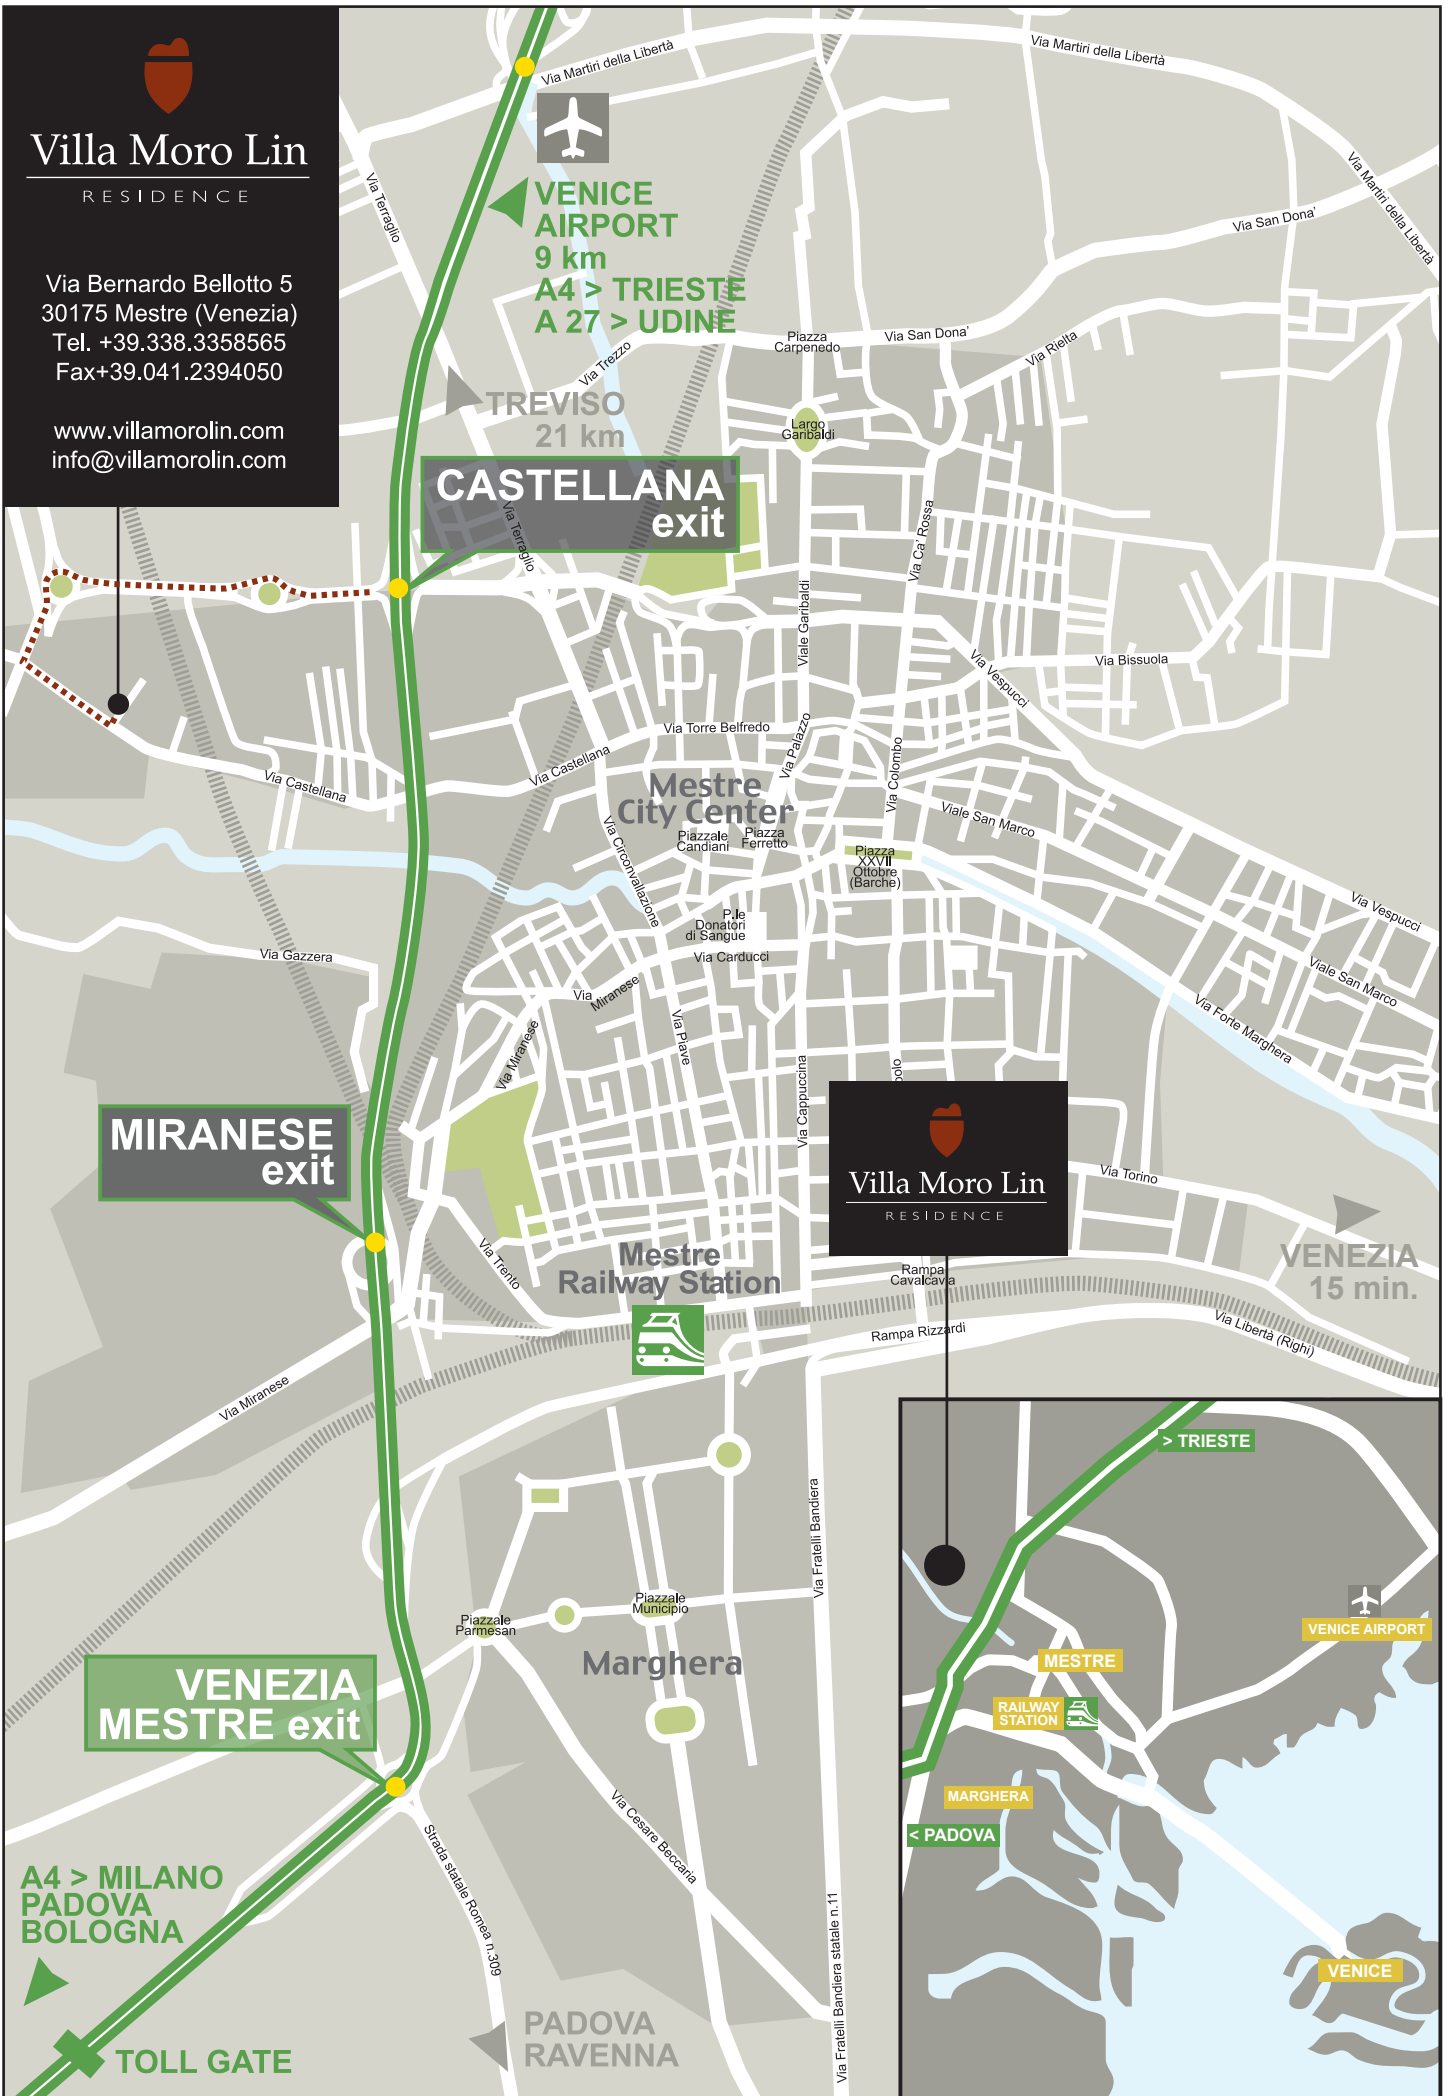 Villa Moro Lin
RESIDENCE
Via Bernardo Bellotto 5
30175 Mestre (Venezia)
Tel. +39.338.3358565
Fax+39.041.2394050
www.villamorolin.com
info@villamorolin.com
Via Martiri della Libertà
Via Martiri della Libertà
Via Martiri della Libertà
Via Terraglio
VENICE
AIRPORT
9 km
A4 > TRIESTE
A 27 > UDINE
Via San Dona'
Via San Dona'
Piazza
Carpenedo
Via Rielta
Via Trezzo
TREVISO
21 km
Largo
Garibaldi
CASTELLANA
exit
Via Terraglio
Via Ca' Rossa
Viale Garibaldi
Via Vespucci
Via Bissuola
Via Torre Belfredo
Via Palazzo
Via Castellana
Via Castellana
Via Colombo
Mestre
City Center
Viale San Marco
Piazzale
Candiani
Piazza
Ferretto
Via Circonvallazione
Piazza
XXVII
Ottobre
(Barche)
Via Vespucci
P.le
Donatori
di Sangue
Via Carducci
Via Gazzera
Viale San Marco
Via
Miranese
Via Forte Marghera
Via Piave
Via Miranese
Via Cappuccina
olo
MIRANESE
exit
Villa Moro Lin
RESIDENCE
Via Torino
VENEZIA
15 min.
Via Trento
Mestre
Railway Station
Rampa
Cavalcavia
Rampa Rizzardi
Via Libertà (Righi)
Via Miranese
> TRIESTE
Via Fratelli Bandiera
Piazzale
Municipio
Piazzale
Parmesan
Marghera
VENICE AIRPORT
MESTRE
RAILWAY
STATION
VENEZIA
MESTRE exit
MARGHERA
< PADOVA
Via Cesare Beccaria
Strada statale Romea n.309
A4 > MILANO
PADOVA
BOLOGNA
Via Fratelli Bandiera statale n.11
VENICE
PADOVA
RAVENNA
TOLL GATE